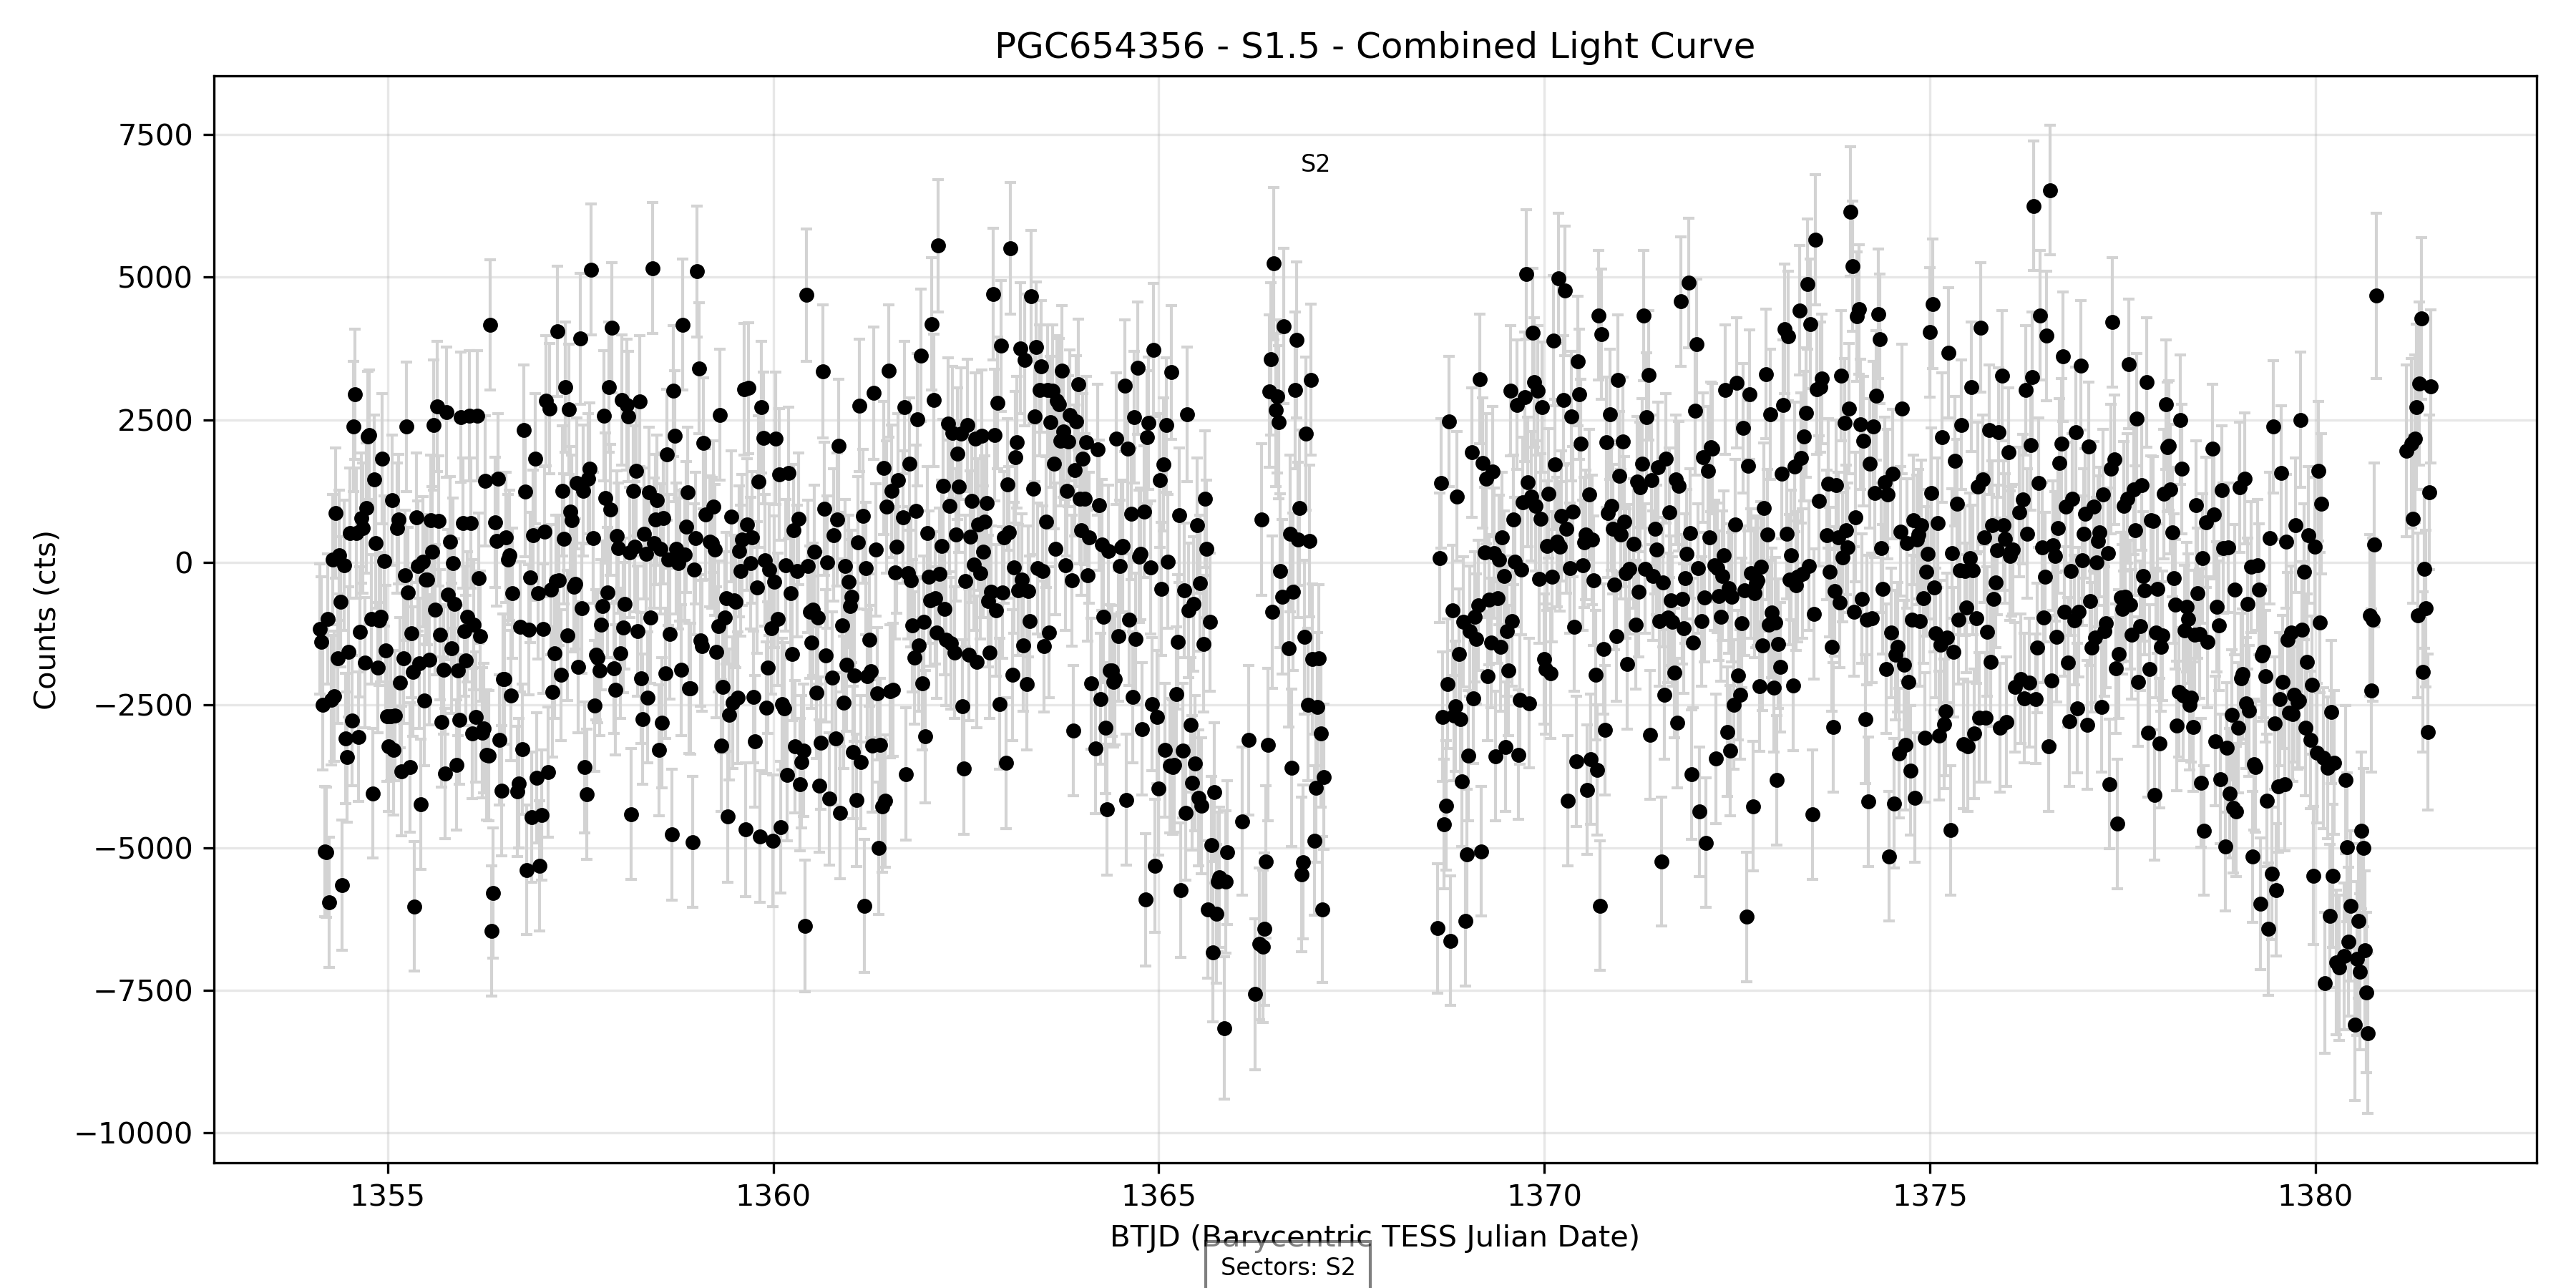 PGC654356 - S1.5 - Combined Light Curve
S2
7500
5000
2500
0
−2500
−5000
−7500
−10000
Counts (cts)
1355 1360 1365 1370 1375 1380
BTJD (Barycentric TESS Julian Date)
Sectors: S2